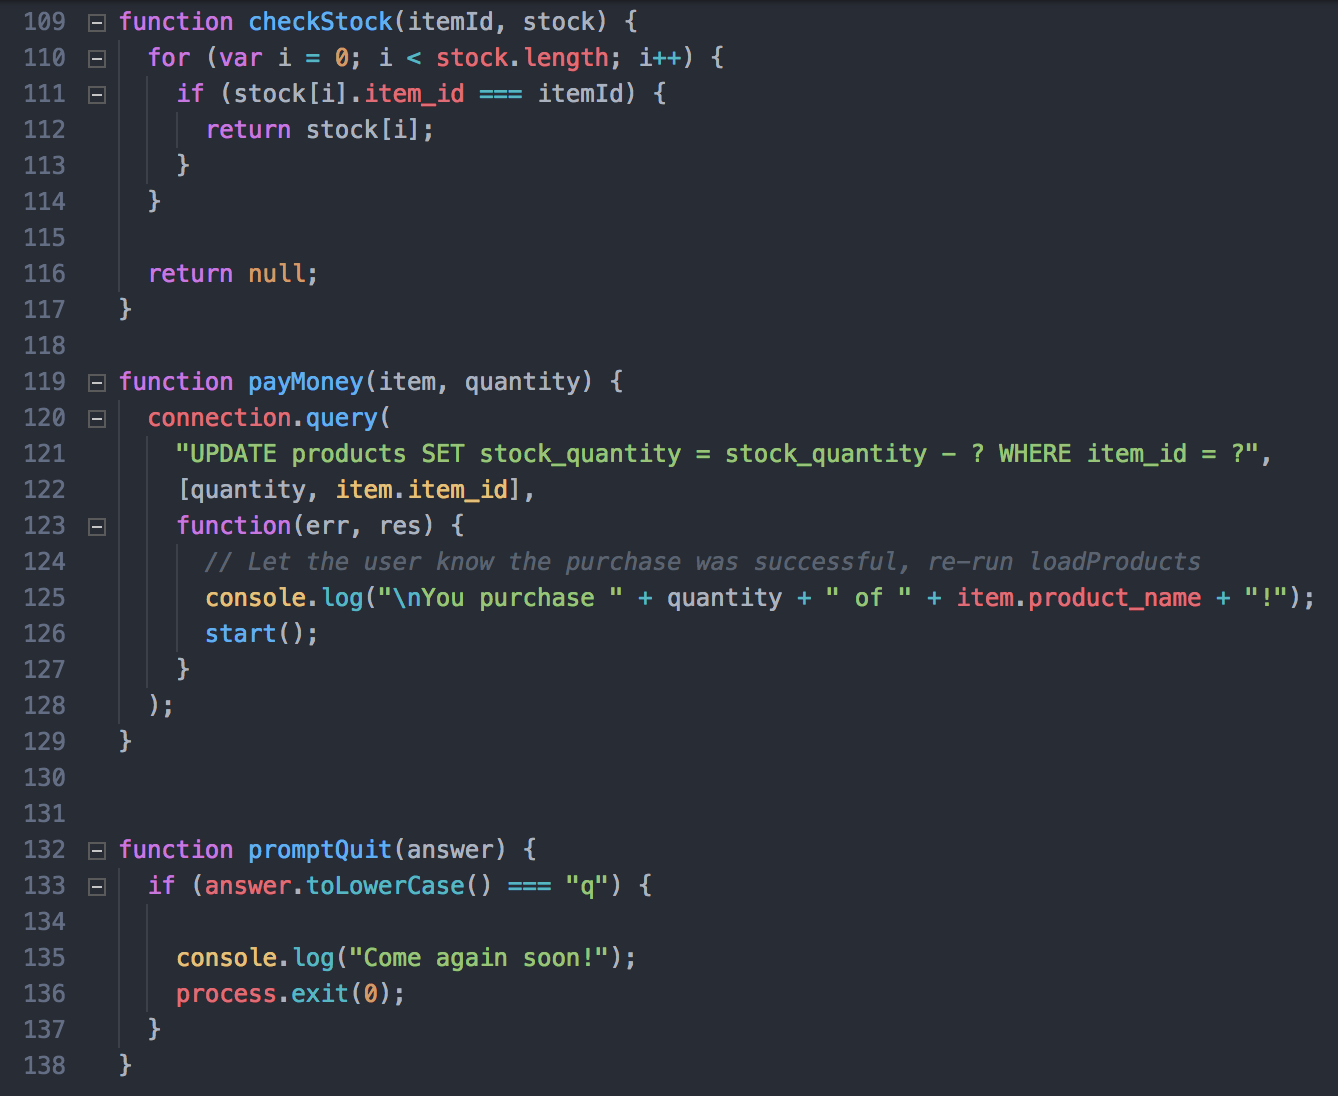 109 function checkStock(itemId, stock) {
110 for (var i = 0; i < stock.length; i++) {
111 if (stock[i].item_id === itemId) {
112 return stock[i];
113 }
114 }
115
116 return null;
117 }
118
119 function payMoney(item, quantity) {
120 connection.query(
121 "UPDATE products SET stock_quantity = stock_quantity - ? WHERE item_id = ?",
122 [quantity, item.item_id],
123 function(err, res) {
124 // Let the user know the purchase was successful, re-run loadProducts
125 console.log("\nYou purchase " + quantity + " of " + item.product_name + "!");
126 start();
127 }
128 );
129 }
130
131
132 function promptQuit(answer) {
133 if (answer.toLowerCase() === "q") {
134
135 console.log("Come again soon!");
136 process.exit(0);
137 }
138 }